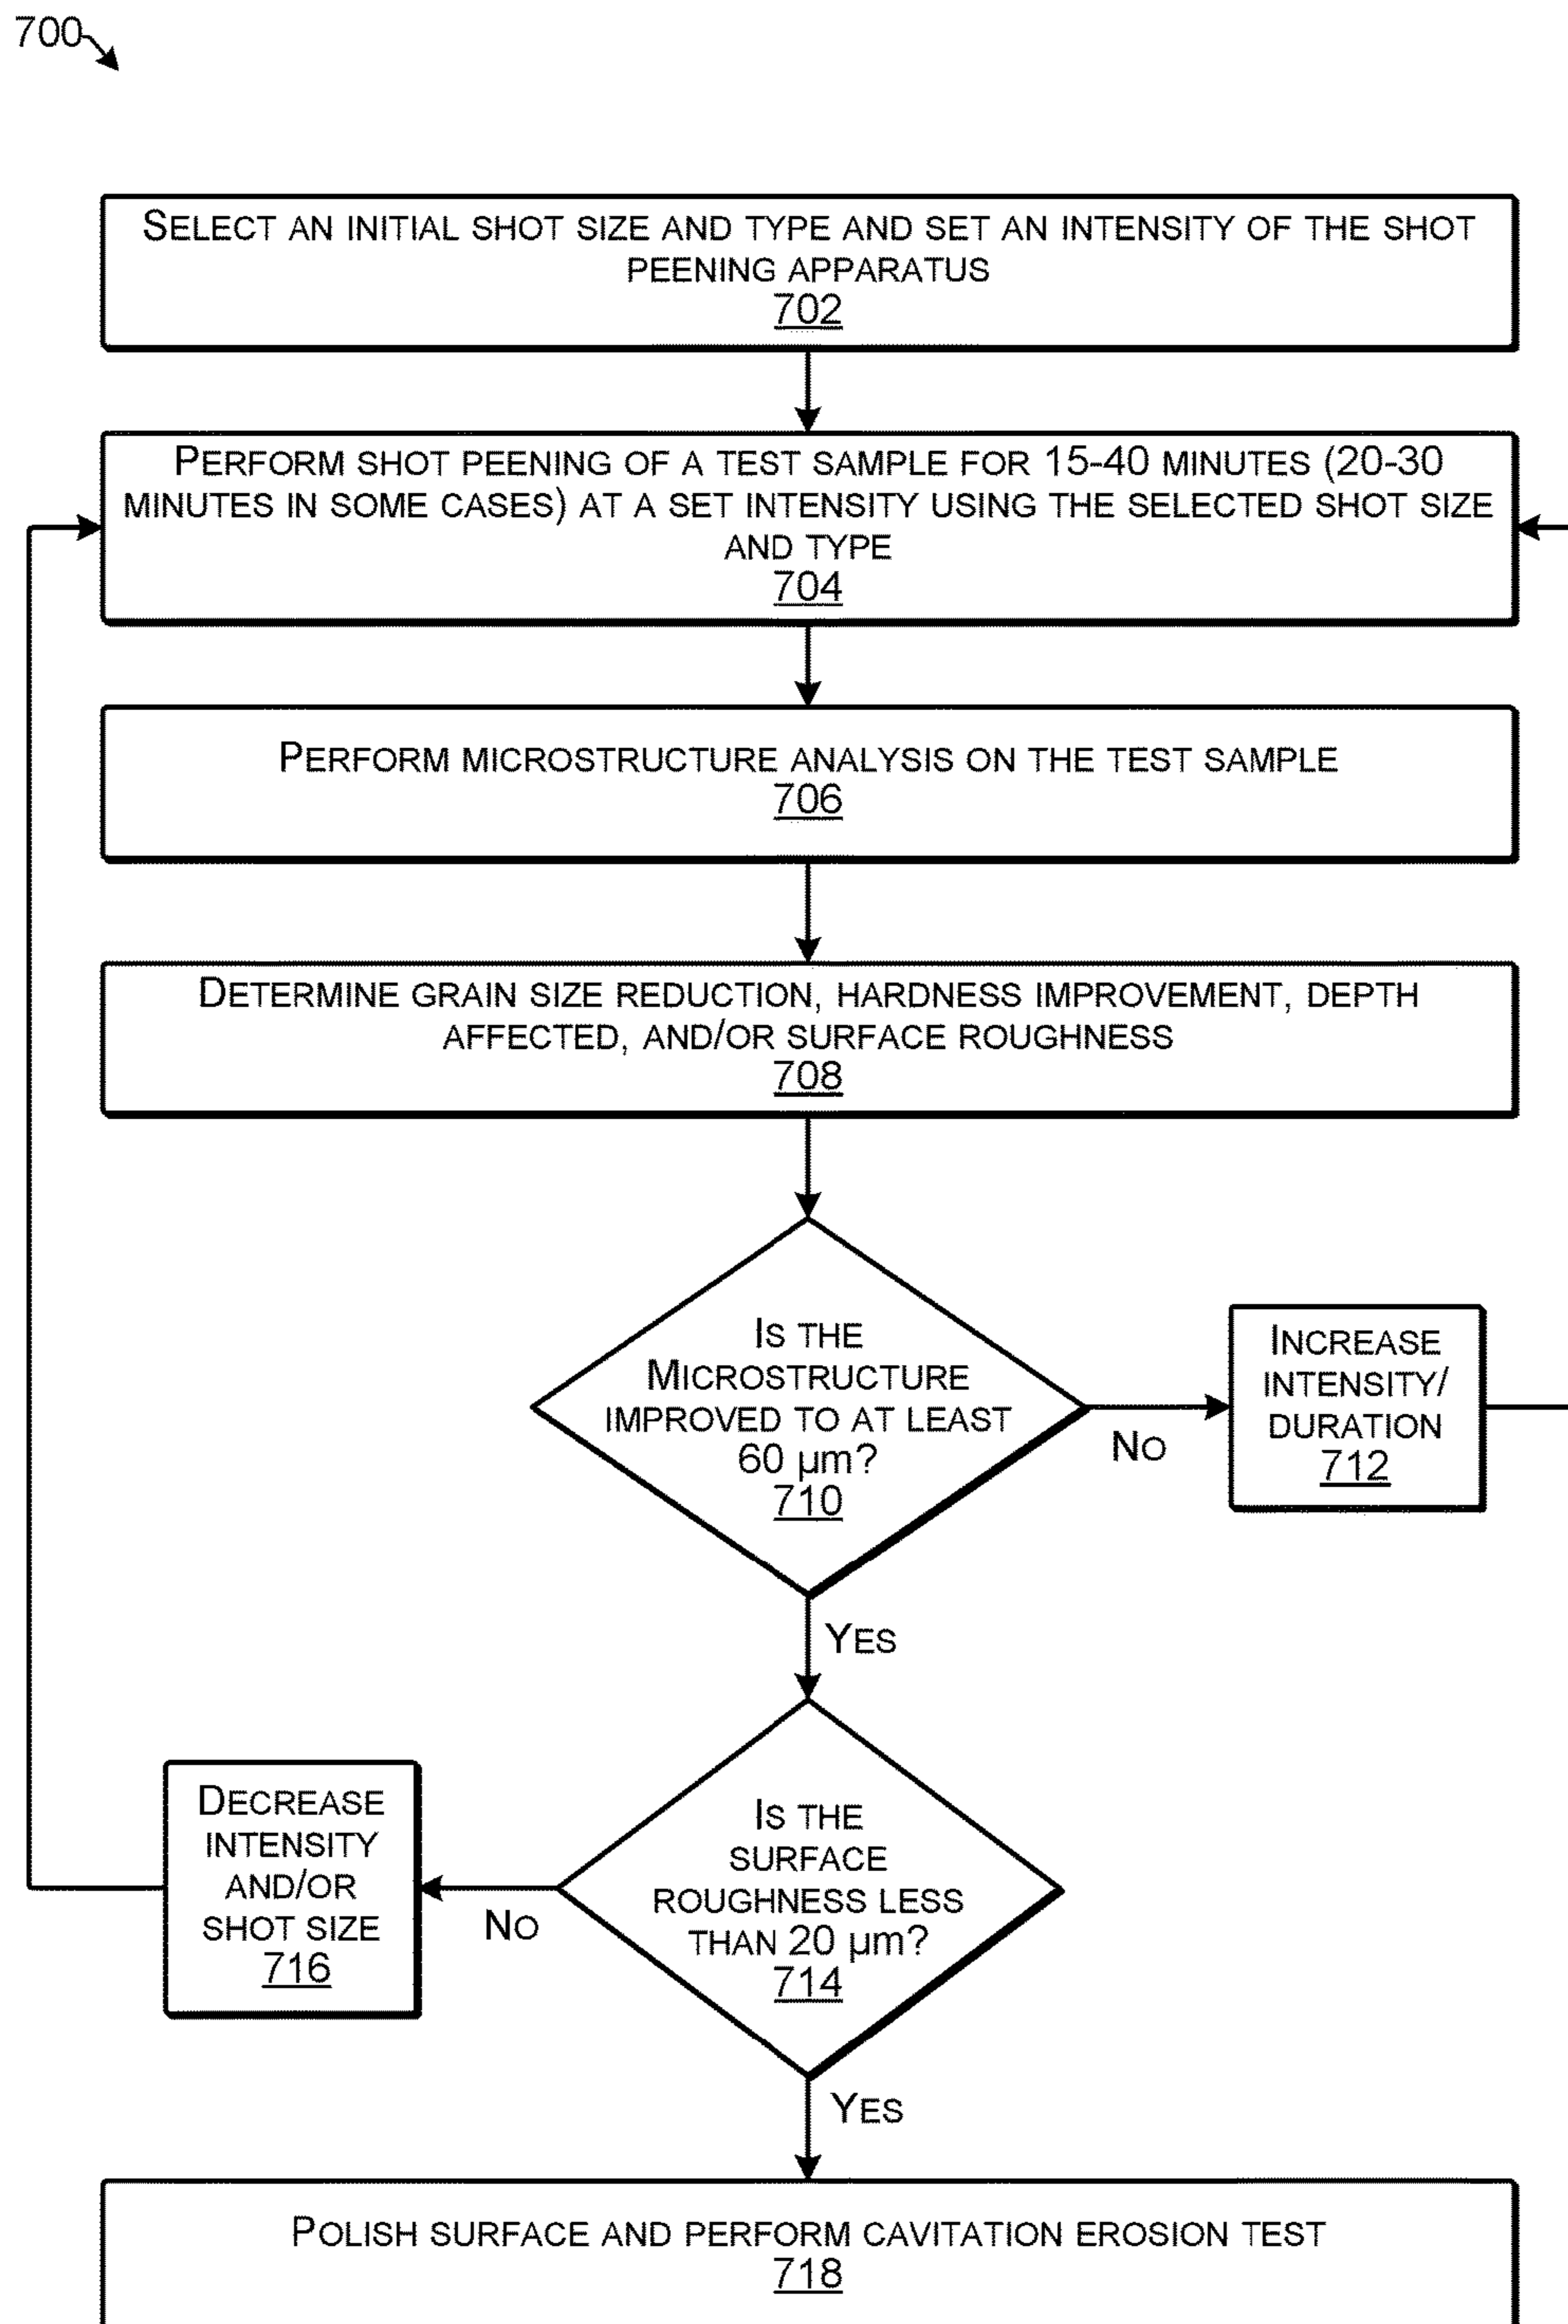 700
SELECT AN INITIAL SHOT SIZE AND TYPE AND SET AN INTENSITY OF THE SHOT
PEENING APPARATUS
702
PERFORM SHOT PEENING OF A TEST SAMPLE FOR 15-40 MINUTES (20-30
MINUTES IN SOME CASES) AT A SET INTENSITY USING THE SELECTED SHOT SIZE
AND TYPE
704
PERFORM MICROSTRUCTURE ANALYSIS ON THE TEST SAMPLE
706
DETERMINE GRAIN SIZE REDUCTION, HARDNESS IMPROVEMENT, DEPTH
AFFECTED, AND/OR SURFACE ROUGHNESS
708
IS THE
MICROSTRUCTURE
IMPROVED TO AT LEAST
60 µm?
710
NO
INCREASE
INTENSITY/
DURATION
712
YES
IS THE
SURFACE
ROUGHNESS LESS
THAN 20 µm?
714
NO
DECREASE
INTENSITY
AND/OR
SHOT SIZE
716
YES
POLISH SURFACE AND PERFORM CAVITATION EROSION TEST
718